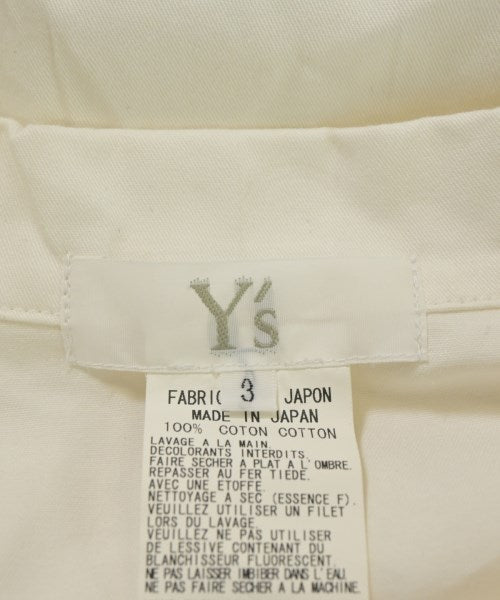 Y's
3
FABRI JAPON
MADE IN JAPAN
100% COTON COTTON
LAVAGE A LA MAIN.
DECOLORANTS INTERDITS.
FAIRE SECHER A PLAT A L'OMBRE.
REPASSER AU FER TIEDE.
AVEC UNE ETOFFE.
NETTOYAGE A SEC (ESSENCE F).
VEUILLEZ UTILISER UN FILET
LORS DU LAVAGE.
VEUILLEZ NE PAS UTILISER
DE LESSIVE CONTENANT DU
BLANCHISSEUR FLUORESCENT.
NE PAS LAISSER IMBIBER DANS L'EAU.
NE PAS FAIRE SECHER A LA MACHINE.